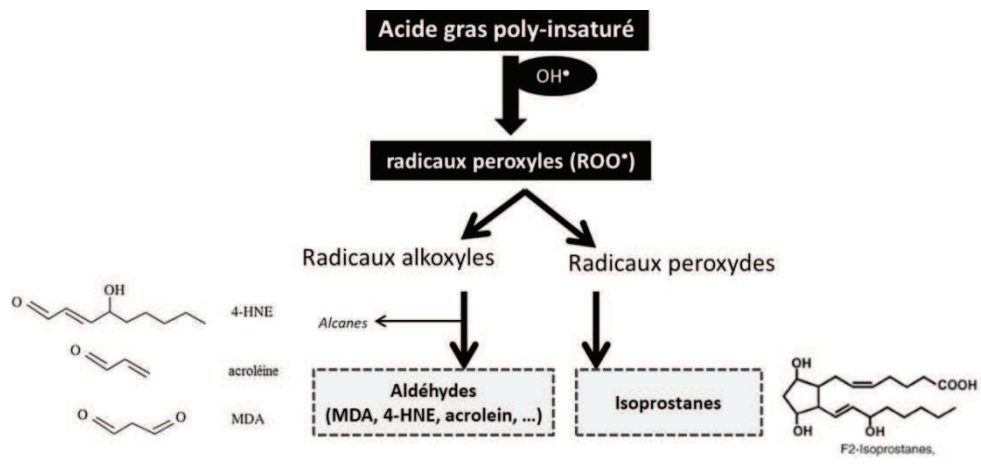 Acide gras poly-insaturé
OH•
radicaux peroxyles (ROO•)
Radicaux alkoxyles
Radicaux peroxydes
O
OH
4-HNE
Alcanes
O
acroléine
O
O
MDA
Aldéhydes
(MDA, 4-HNE, acrolein, ...)
Isoprostanes
OH
COOH
OH
OH
F2-Isoprostanes,